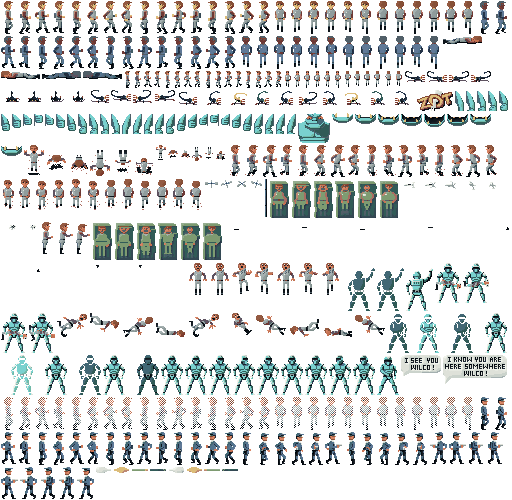 ZOT
I SEE YOU
WILCO!
I KNOW YOU ARE
HERE SOMEWHERE
WILCO!